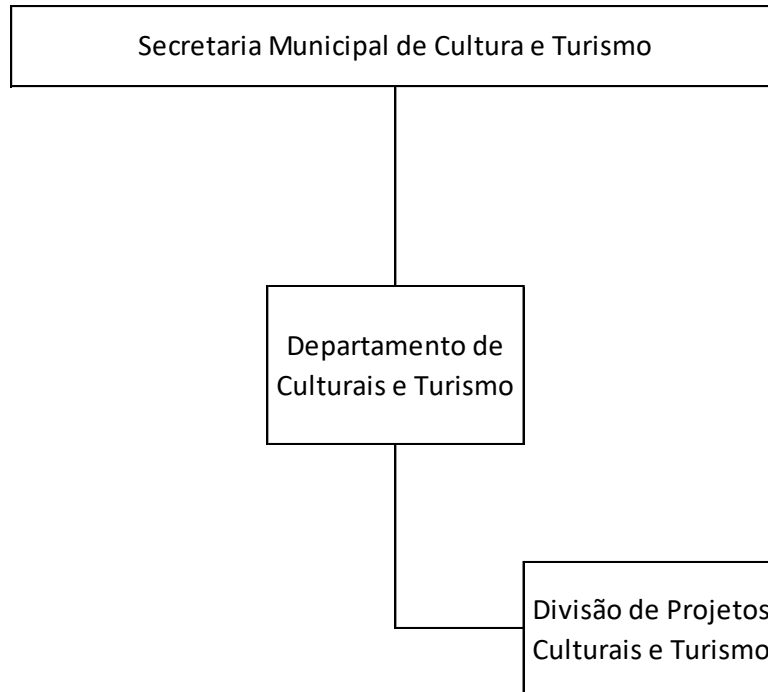 Secretaria Municipal de Cultura e Turismo
Departamento de
Culturais e Turismo
Divisão de Projetos
Culturais e Turismo